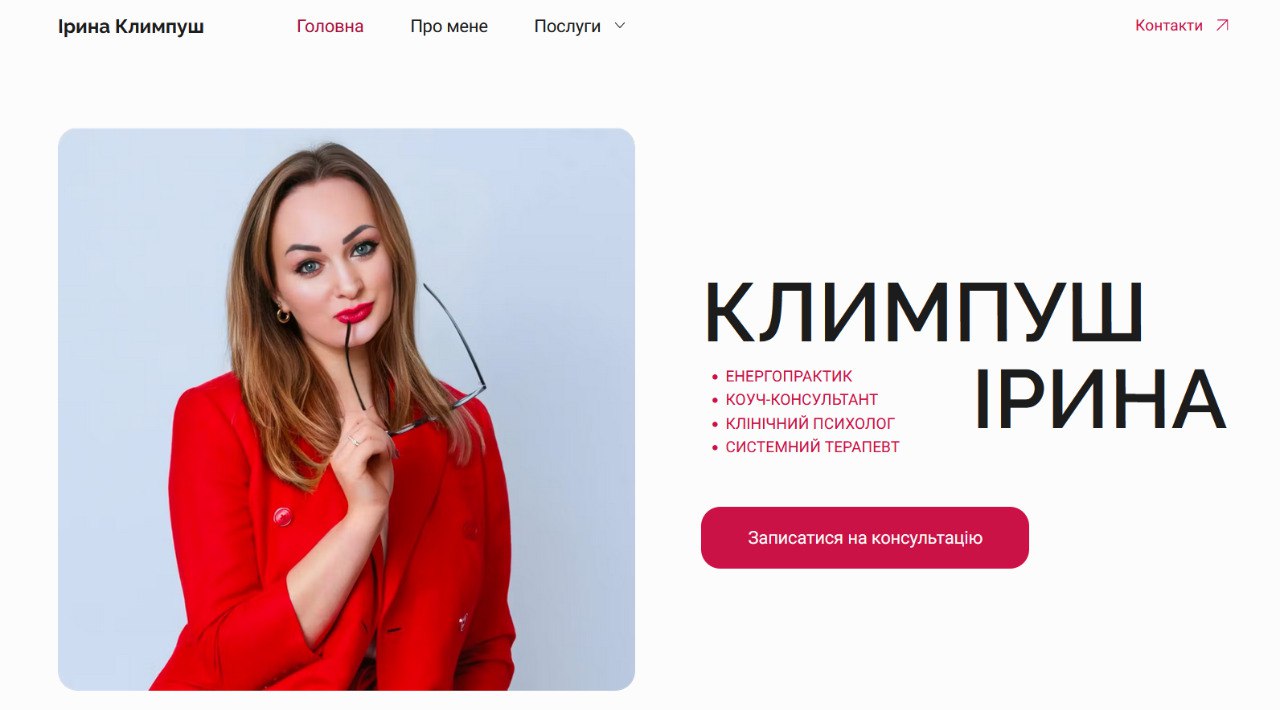 Ірина Климпуш
Головна
Про мене
Послуги
Контакти
КЛИМПУШ
ІРИНА
• ЕНЕРГОПРАКТИК
• КОУЧ-КОНСУЛЬТАНТ
• КЛІНІЧНИЙ ПСИХОЛОГ
• СИСТЕМНИЙ ТЕРАПЕВТ
Записатися на консультацію